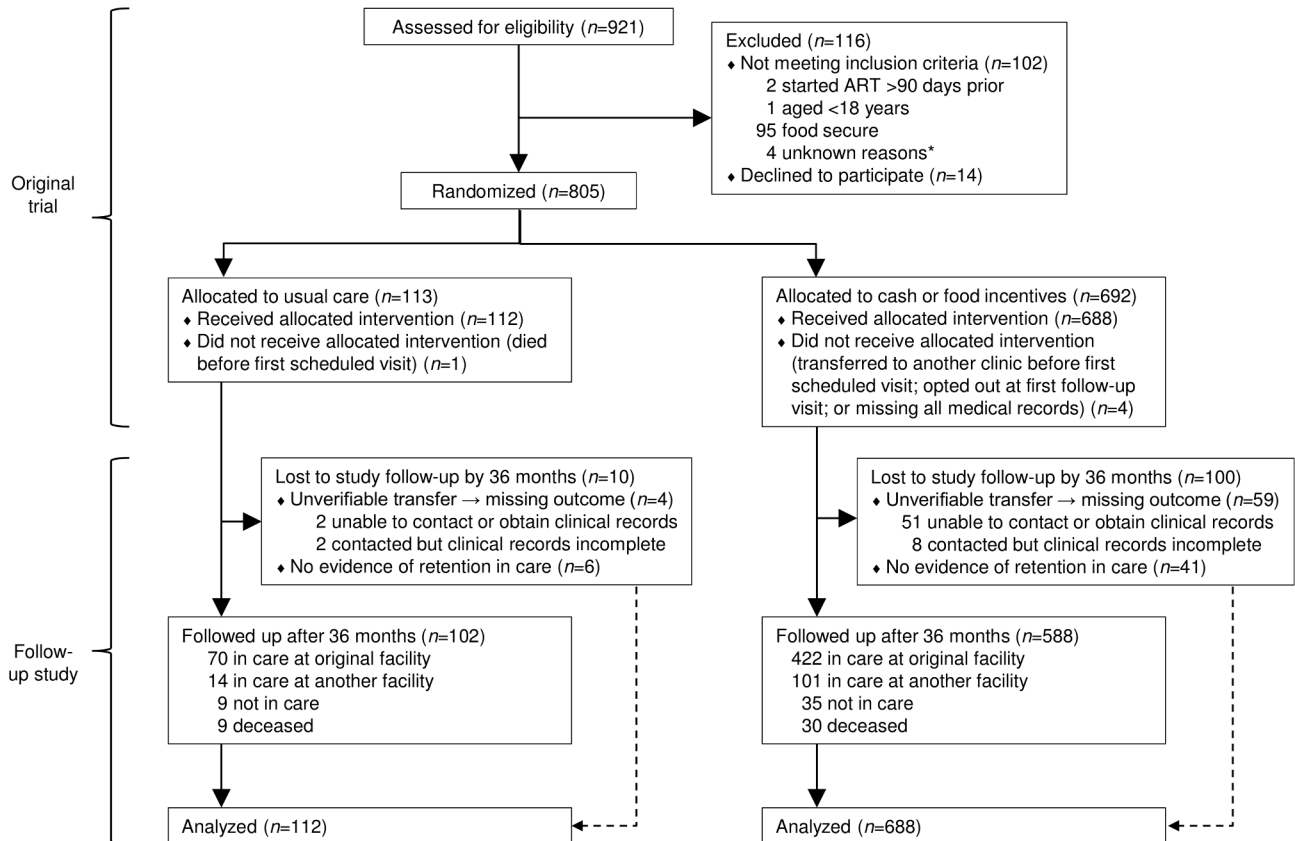 Assessed for eligibility (n=921)
Excluded (n=116)
♦ Not meeting inclusion criteria (n=102)
2 started ART >90 days prior
1 aged <18 years
95 food secure
4 unknown reasons*
♦ Declined to participate (n=14)
Original
trial
Randomized (n=805)
Allocated to usual care (n=113)
♦ Received allocated intervention (n=112)
♦ Did not receive allocated intervention (died
before first scheduled visit) (n=1)
Allocated to cash or food incentives (n=692)
♦ Received allocated intervention (n=688)
♦ Did not receive allocated intervention
(transferred to another clinic before first
scheduled visit; opted out at first follow-up
visit; or missing all medical records) (n=4)
Follow-
up study
Lost to study follow-up by 36 months (n=10)
♦ Unverifiable transfer → missing outcome (n=4)
2 unable to contact or obtain clinical records
2 contacted but clinical records incomplete
♦ No evidence of retention in care (n=6)
Lost to study follow-up by 36 months (n=100)
♦ Unverifiable transfer → missing outcome (n=59)
51 unable to contact or obtain clinical records
8 contacted but clinical records incomplete
♦ No evidence of retention in care (n=41)
Followed up after 36 months (n=102)
70 in care at original facility
14 in care at another facility
9 not in care
9 deceased
Followed up after 36 months (n=588)
422 in care at original facility
101 in care at another facility
35 not in care
30 deceased
Analyzed (n=112)
Analyzed (n=688)